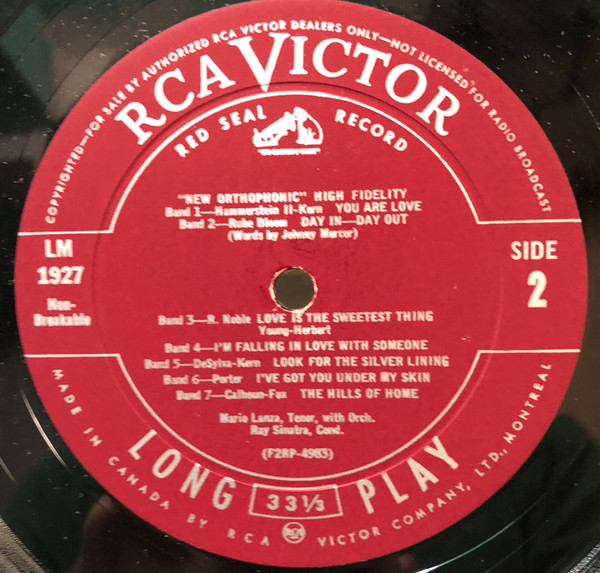 COPYRIGHTED—FOR SALE BY AUTHORIZED RCA VICTOR DEALERS ONLY—NOT LICENSED FOR RADIO BROADCAST
RCA VICTOR
RED SEAL RECORD
"NEW ORTHOPHONIC" HIGH FIDELITY
Band 1—Hammerstein II-Kern YOU ARE LOVE
Band 2—Rube Bloom DAY IN—DAY OUT
(Words by Johnny Mercer)
LM
1927
Non-
Breakable
SIDE
2
Band 3—R. Noble LOVE IS THE SWEETEST THING
Young-Herbert
Band 4—I'M FALLING IN LOVE WITH SOMEONE
Band 5—DeSylva-Kern LOOK FOR THE SILVER LINING
Band 6—Porter I'VE GOT YOU UNDER MY SKIN
Band 7—Calhoun-Fox THE HILLS OF HOME
Mario Lanza, Tenor, with Orch.
Ray Sinatra, Cond.
(F2RP-4983)
LONG 33 1/3 PLAY
MADE IN CANADA BY RCA VICTOR COMPANY, LTD., MONTREAL